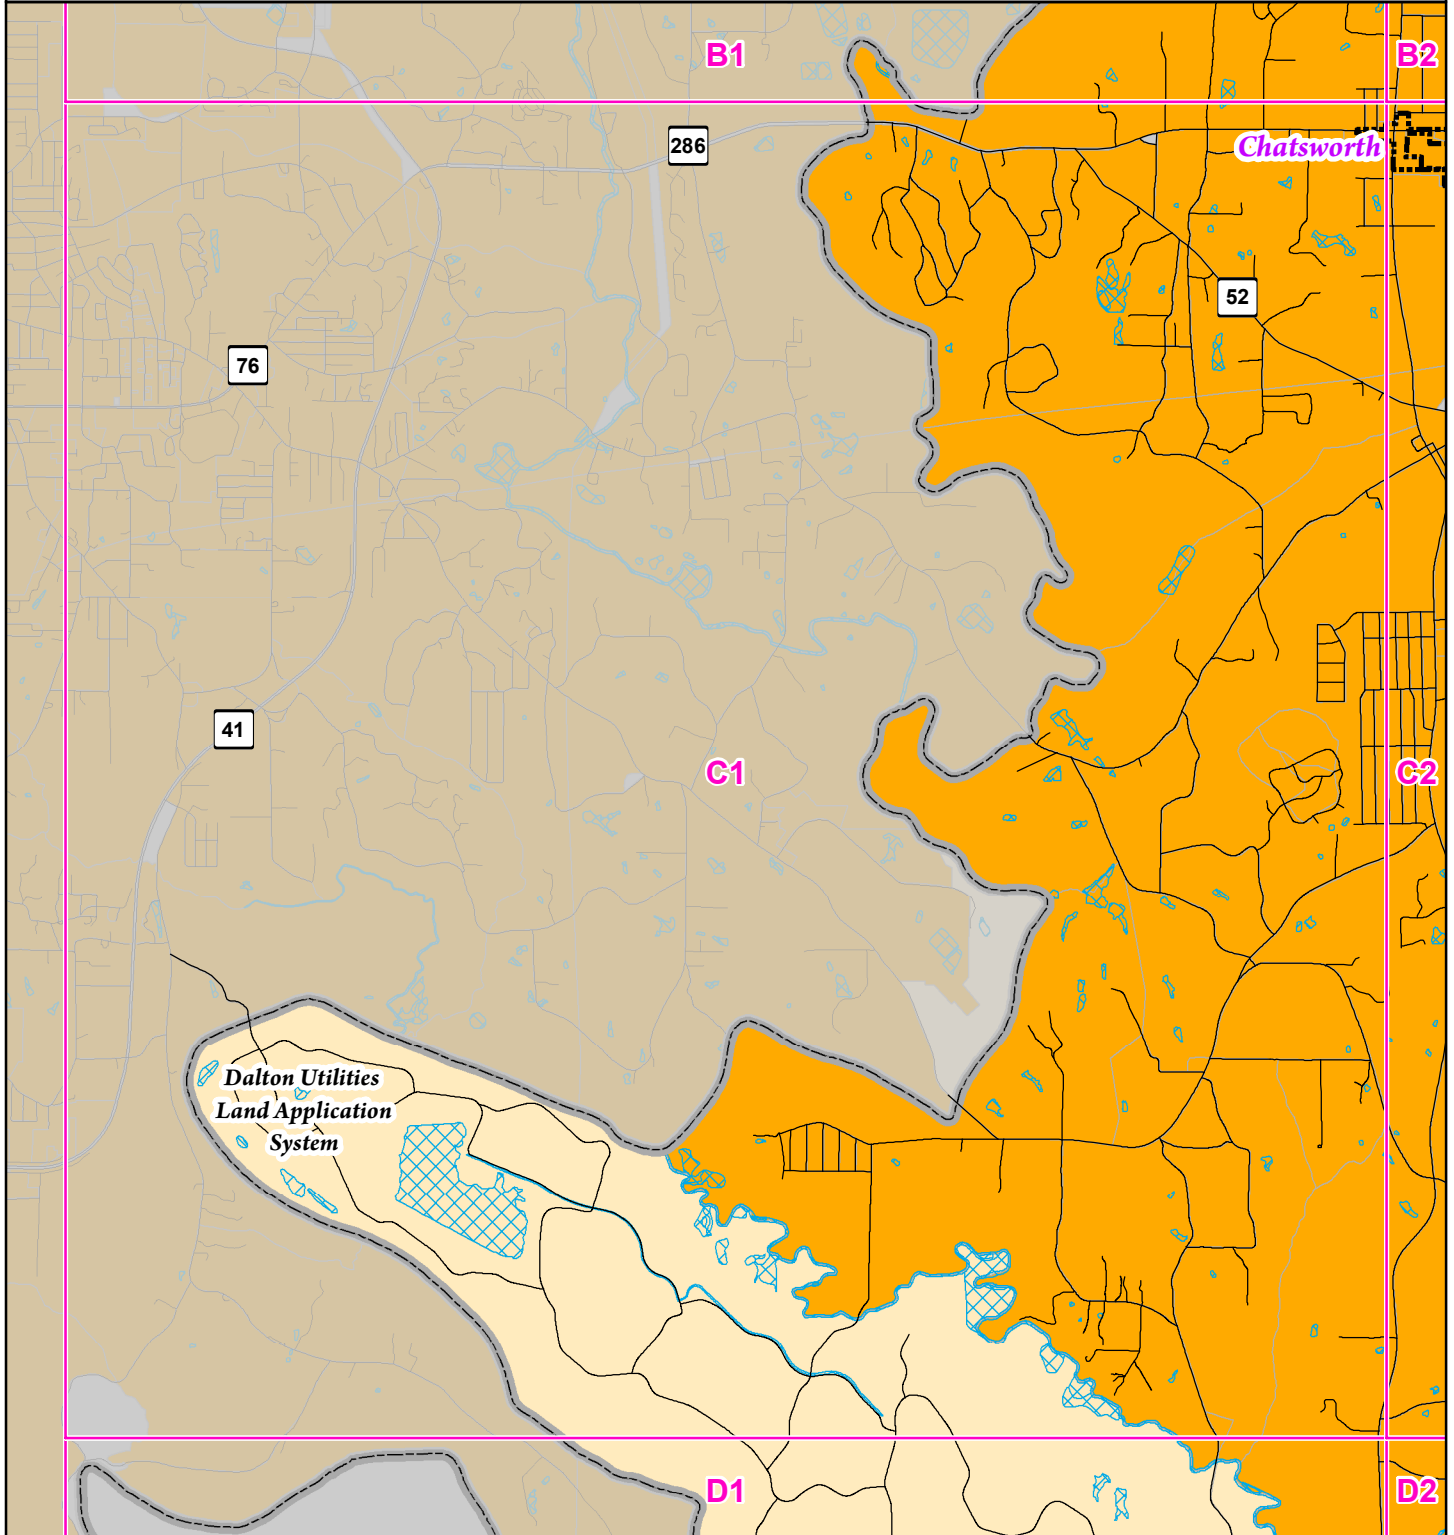 B1
B2
286
Chatsworth
52
76
41
C1
C2
Dalton Utilities
Land Application
System
D1
D2